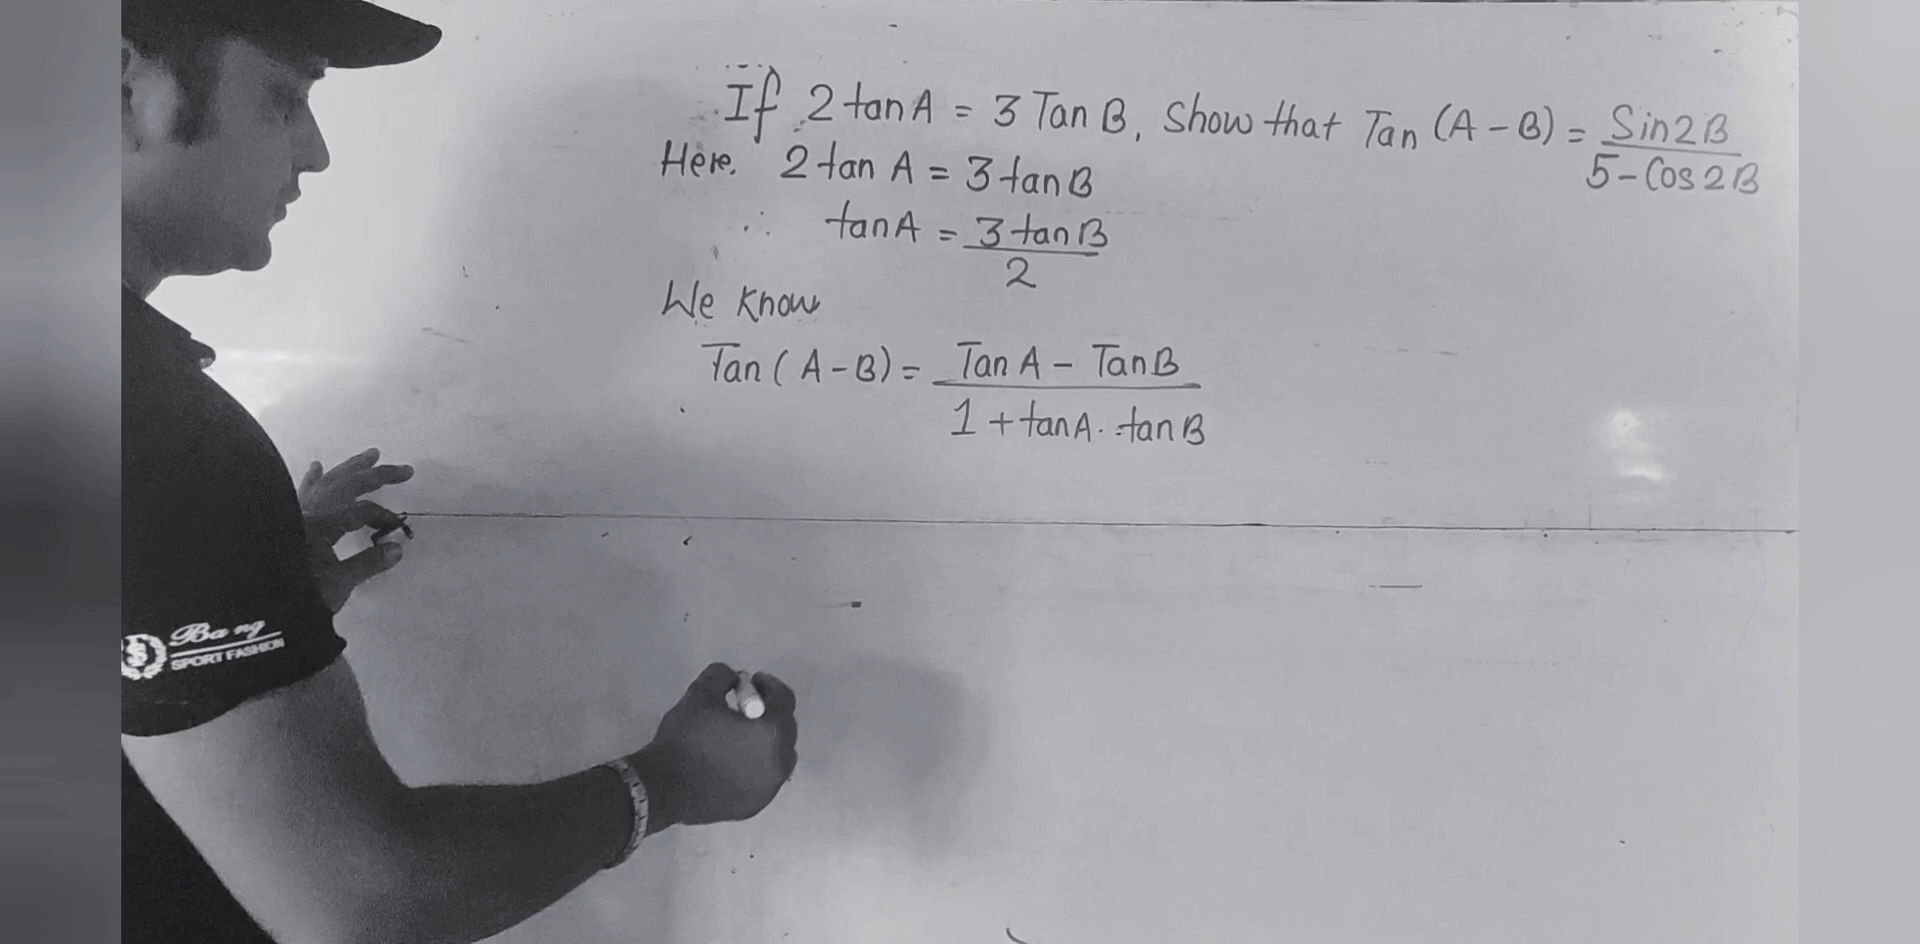 If 2 tan A = 3 Tan B, Show that Tan (A - B) = Sin2B / 5 - Cos 2B
Here, 2 tan A = 3 tan B
∴ tan A = 3 tan B / 2
We know
Tan (A - B) = Tan A - Tan B / 1 + tan A . tan B
$ Bang
SPORT FASHION